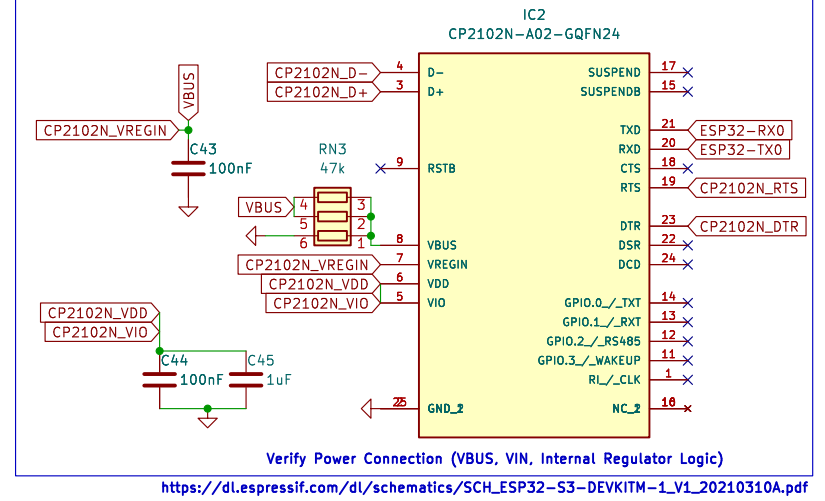 IC2
CP2102N-A02-GQFN24
CP2102N_D- 4 D- SUSPEND 17
CP2102N_D+ 3 D+ SUSPENDB 15
VBUS
CP2102N_VREGIN
TXD 21 ESP32-RX0
RXD 20 ESP32-TX0
C43
100nF
RN3
47k
9 RSTB CTS 18
RTS 19 CP2102N_RTS
VBUS 4 3
5 2
6 1
DTR 23 CP2102N_DTR
8 VBUS DSR 22
CP2102N_VREGIN 7 VREGIN DCD 24
CP2102N_VDD 6 VDD
CP2102N_VIO 5 VIO GPIO.0_/_TXT 14
CP2102N_VDD
GPIO.1_/_RXT 13
CP2102N_VIO
GPIO.2_/_RS485 12
C44 C45
GPIO.3_/_WAKEUP 11
100nF 1uF
RI_/_CLK 1
GND_ NC_
Verify Power Connection (VBUS, VIN, Internal Regulator Logic)
https://dl.espressif.com/dl/schematics/SCH_ESP32-S3-DEVKITM-1_V1_20210310A.pdf